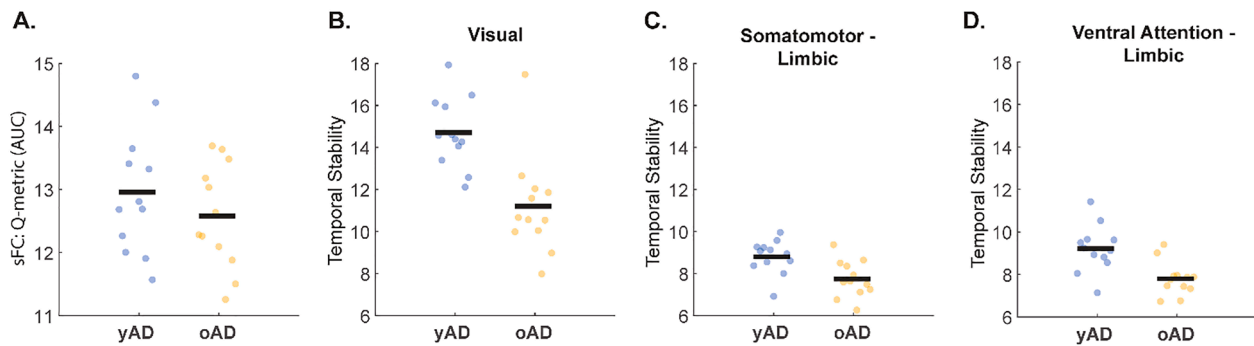 A.
sFC: Q-metric (AUC)
15
14
13
12
11
yAD oAD
B.
Visual
Temporal Stability
18
16
14
12
10
8
6
yAD oAD
C.
Somatomotor -
Limbic
Temporal Stability
18
16
14
12
10
8
6
yAD oAD
D.
Ventral Attention -
Limbic
Temporal Stability
18
16
14
12
10
8
6
yAD oAD